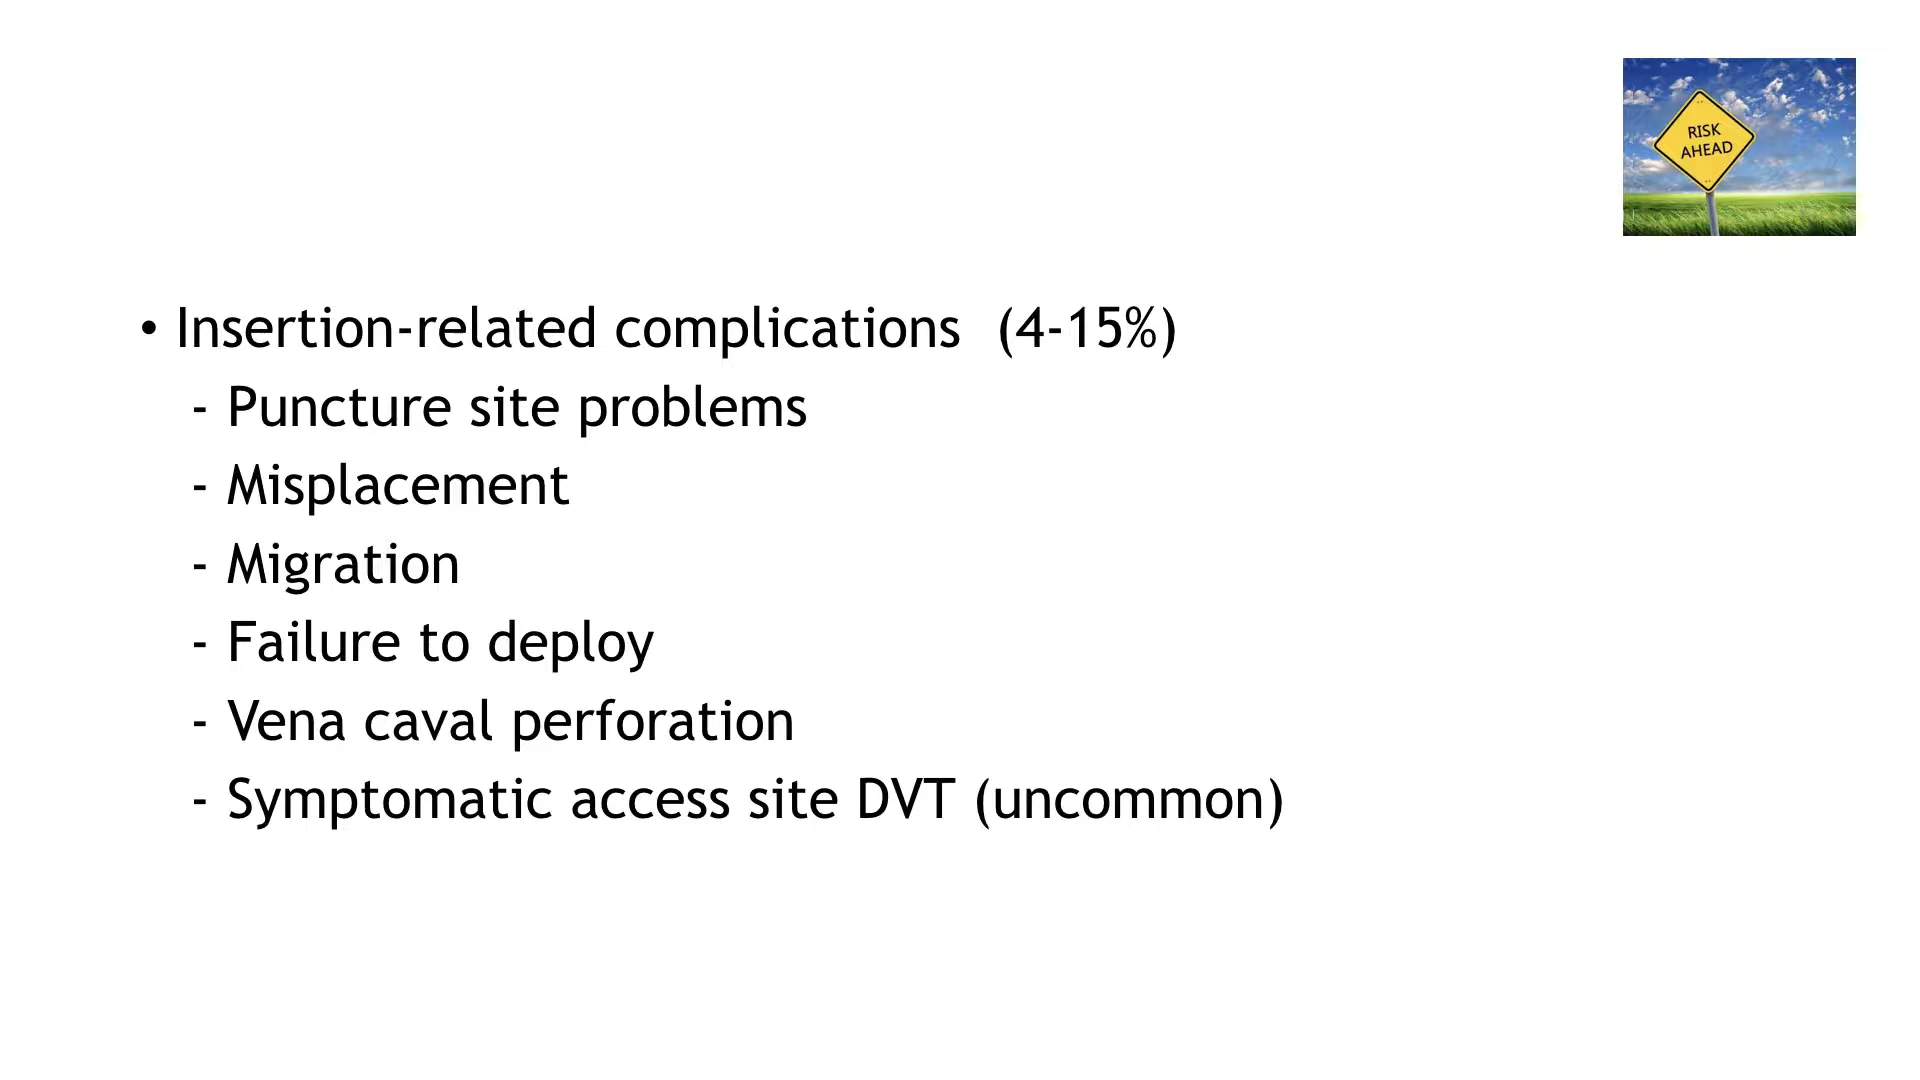 RISK
AHEAD
• Insertion-related complications (4-15%)
- Puncture site problems
- Misplacement
- Migration
- Failure to deploy
- Vena caval perforation
- Symptomatic access site DVT (uncommon)